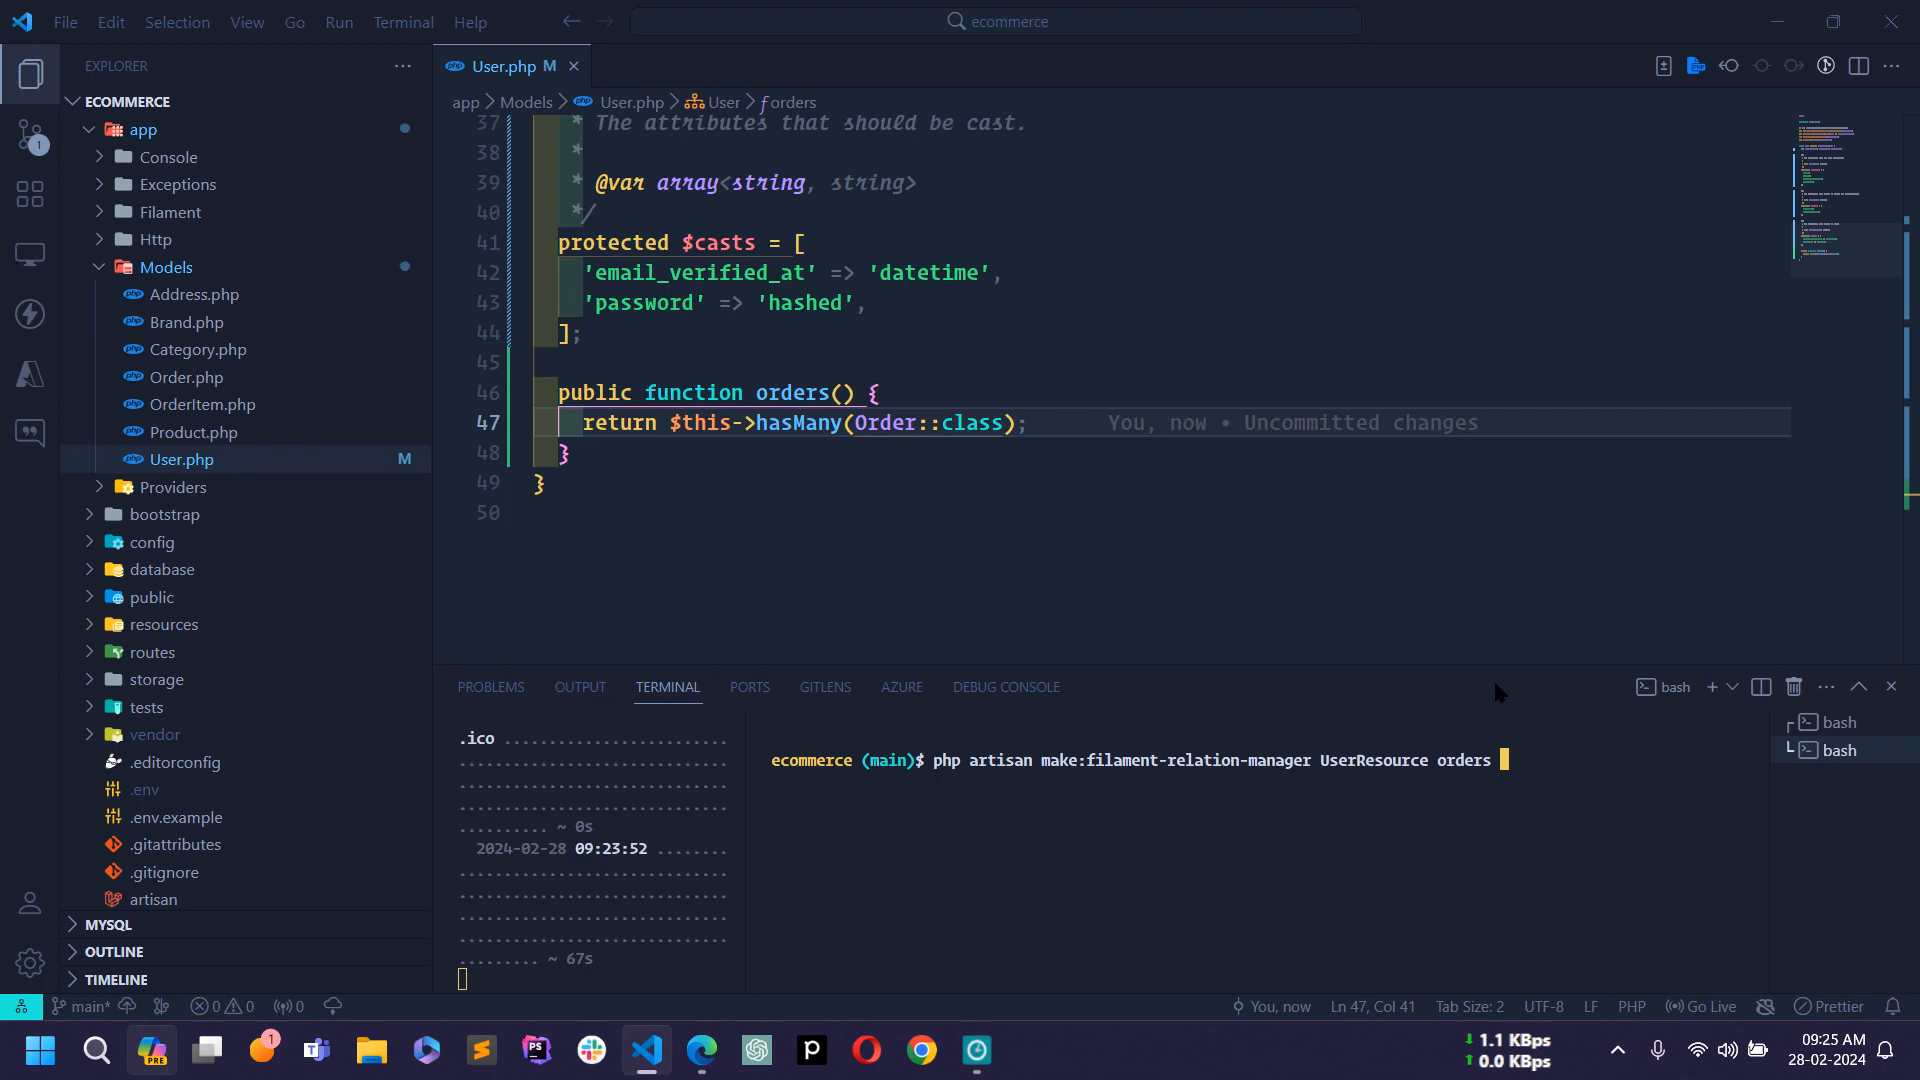 File Edit Selection View Go Run Terminal Help
ecommerce
EXPLORER
ECOMMERCE
app
Console
Exceptions
Filament
Http
Models
Address.php
Brand.php
Category.php
Order.php
OrderItem.php
Product.php
User.php M
Providers
bootstrap
config
database
public
resources
routes
storage
tests
vendor
.editorconfig
.env
.env.example
.gitattributes
.gitignore
artisan
MYSQL
OUTLINE
TIMELINE
1
User.php M
app > Models > User.php > User > orders
37 * The attributes that should be cast.
38 *
39 * @var array<string, string>
40 */
41 protected $casts = [
42 'email_verified_at' => 'datetime',
43 'password' => 'hashed',
44 ];
45
46 public function orders() {
47 return $this->hasMany(Order::class); You, now • Uncommitted changes
48 }
49 }
50
PROBLEMS OUTPUT TERMINAL PORTS GITLENS AZURE DEBUG CONSOLE
bash
.ico ..............................
..............................
..............................
..............................
.......... ~ 0s
2024-02-28 09:23:52 ........
..............................
..............................
..............................
..............................
......... ~ 67s
ecommerce (main)$ php artisan make:filament-relation-manager UserResource orders
bash
bash
main* 0 0 0
You, now Ln 47, Col 41 Tab Size: 2 UTF-8 LF PHP Go Live Prettier
PRE
1
PS
1.1 KBps
0.0 KBps
09:25 AM
28-02-2024